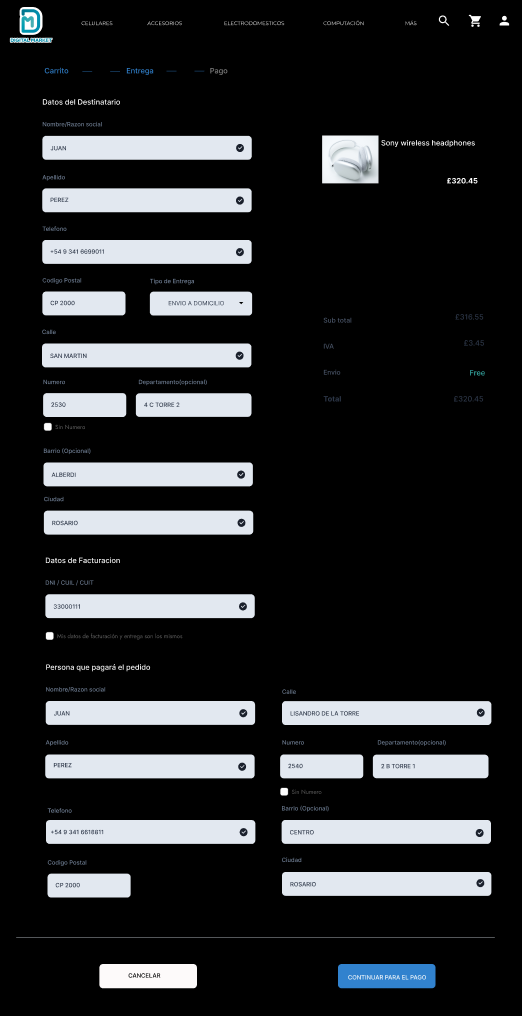 DIGITAL MARKET
CELULARES ACCESORIOS ELECTRODOMESTICOS COMPUTACIÓN MAS
Carrito — — Entrega — — Pago
Datos del Destinatario
Nombre/Razon social
JUAN
Sony wireless headphones
Apellido
£320.45
PEREZ
Telefono
+54 9 341 6699011
Codigo Postal Tipo de Entrega
CP 2000 ENVIO A DOMICILIO
Sub total £316.55
Calle
IVA £3.45
SAN MARTIN
Envio Free
Numero Departamento(opcional)
Total £320.45
2530 4 C TORRE 2
Sin Numero
Barrio (Opcional)
ALBERDI
Ciudad
ROSARIO
Datos de Facturacion
DNI / CUIL / CUIT
33000111
Mis datos de facturación y entrega son los mismos
Persona que pagará el pedido
Nombre/Razon social
Calle
JUAN
LISANDRO DE LA TORRE
Apellido
Numero Departamento(opcional)
PEREZ
2540 2 B TORRE 1
Sin Numero
Telefono
Barrio (Opcional)
+54 9 341 6616811
CENTRO
Codigo Postal
Ciudad
CP 2000
ROSARIO
CANCELAR
CONTINUAR PARA EL PAGO